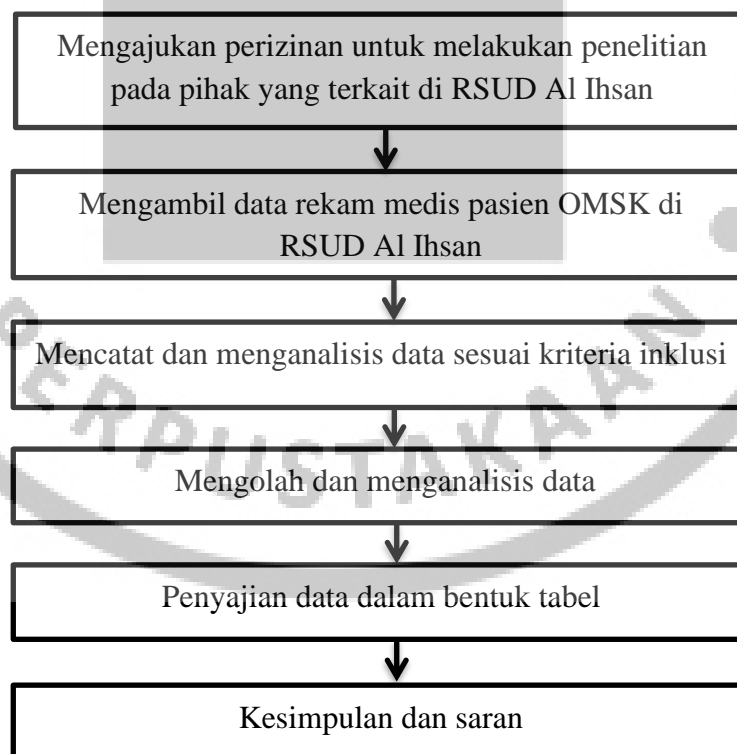 Mengajukan perizinan untuk melakukan penelitian
pada pihak yang terkait di RSUD Al Ihsan
Mengambil data rekam medis pasien OMSK di
RSUD Al Ihsan
Mencatat dan menganalisis data sesuai kriteria inklusi
PERPUSTAKAAN
Mengolah dan menganalisis data
Penyajian data dalam bentuk tabel
Kesimpulan dan saran